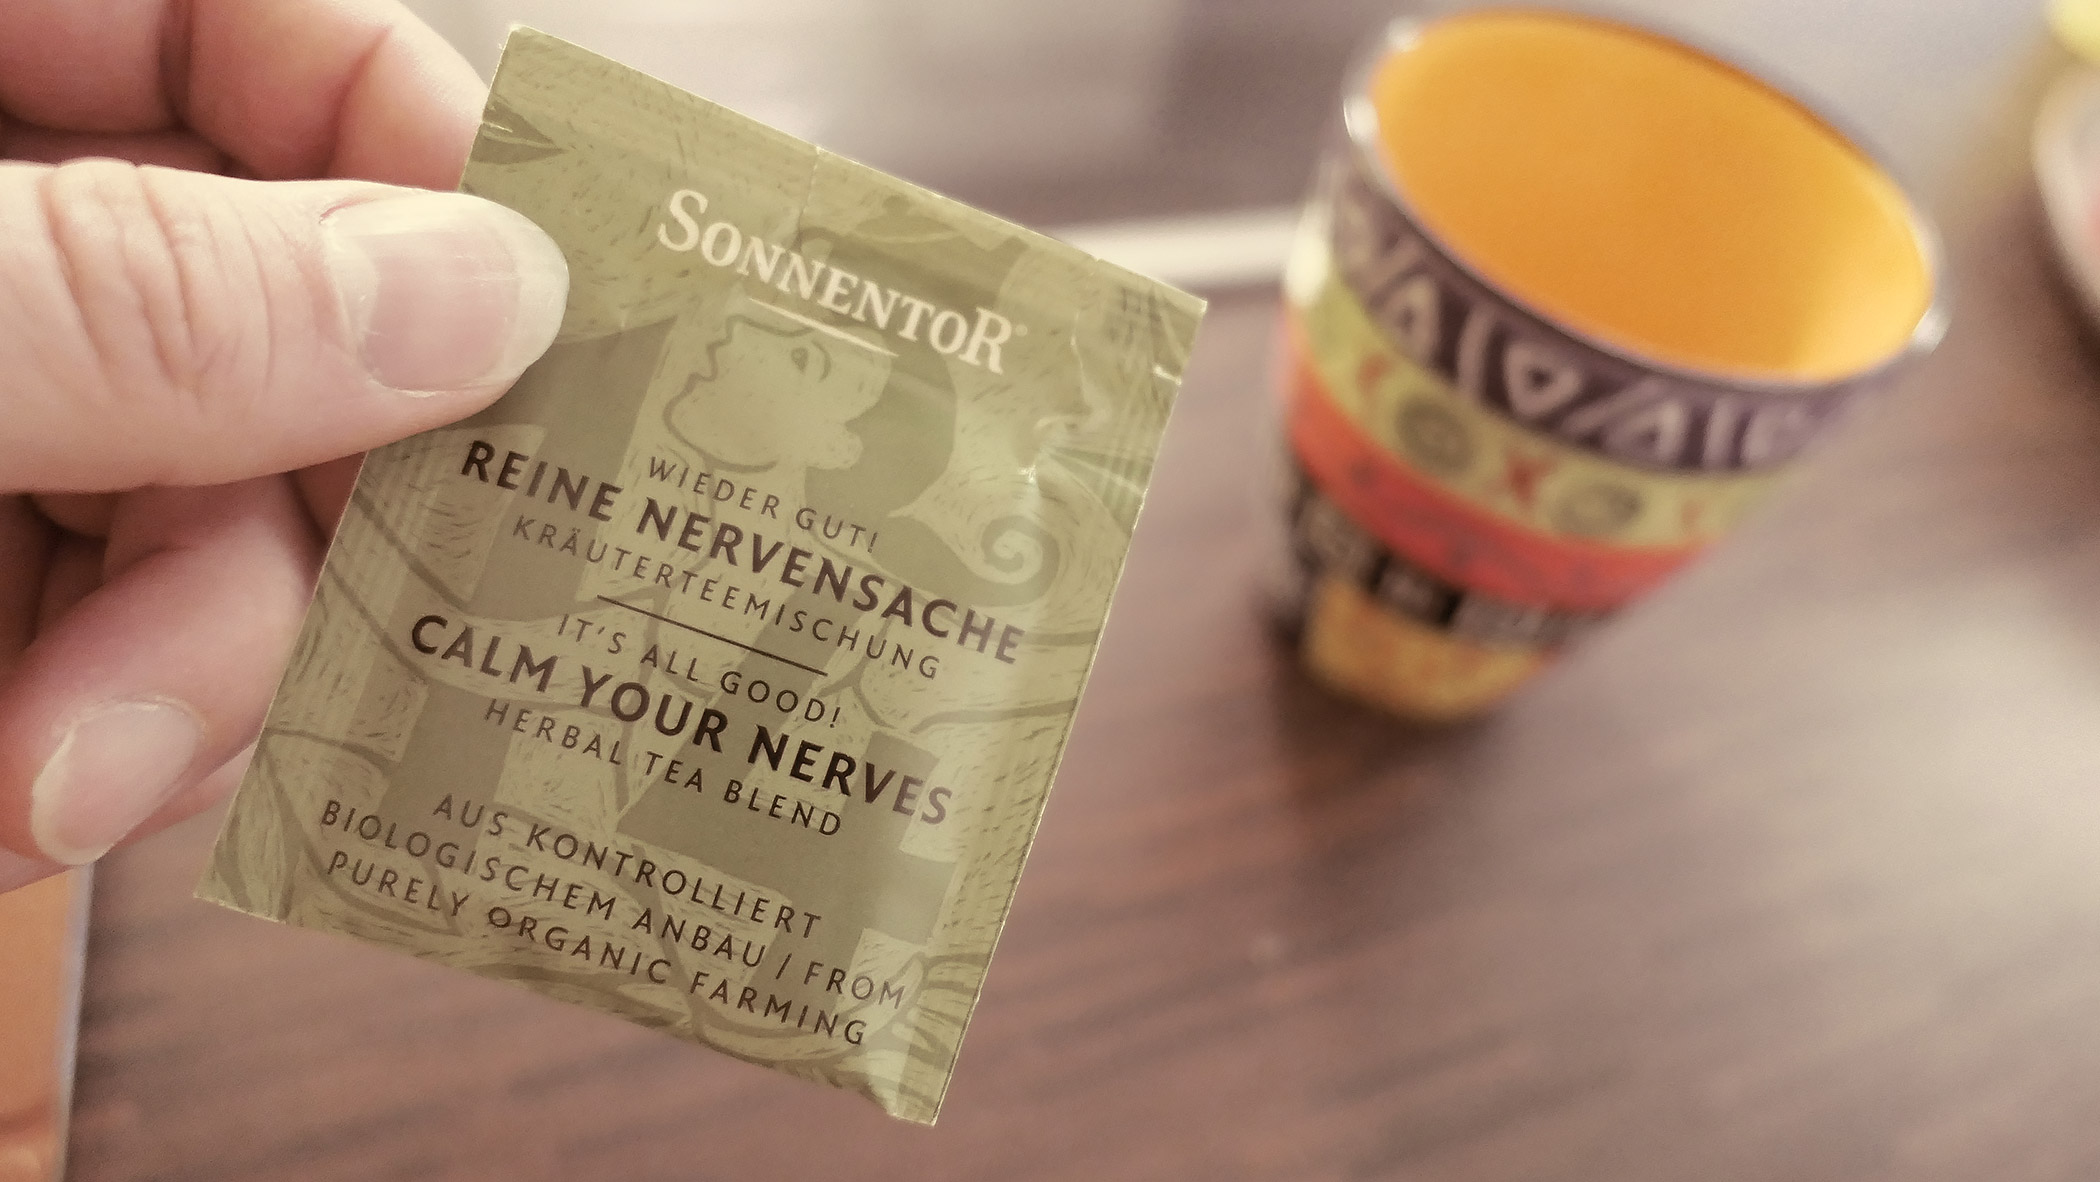 SONNENTOR®
WIEDER GUT!
REINE NERVENSACHE
KRÄUTERTEEMISCHUNG
IT'S ALL GOOD!
CALM YOUR NERVES
HERBAL TEA BLEND
AUS KONTROLLIERT
BIOLOGISCHEM ANBAU / FROM
PURELY ORGANIC FARMING